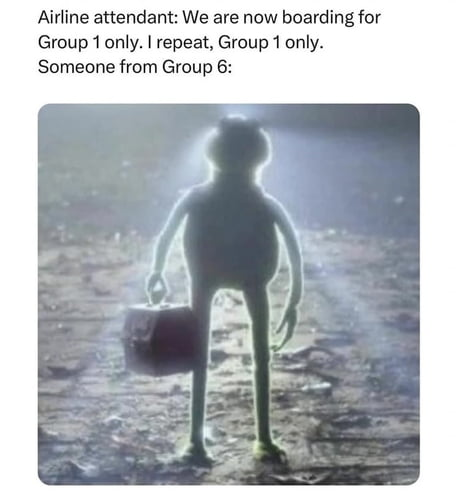 Airline attendant: We are now boarding for
Group 1 only. I repeat, Group 1 only.
Someone from Group 6: